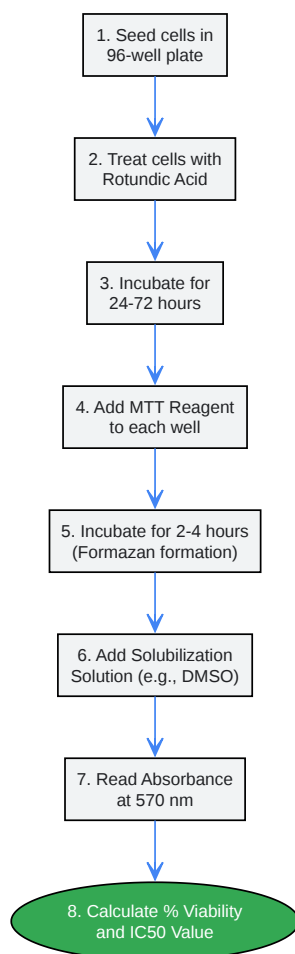 1. Seed cells in
96-well plate
2. Treat cells with
Rotundic Acid
3. Incubate for
24-72 hours
4. Add MTT Reagent
to each well
5. Incubate for 2-4 hours
(Formazan formation)
6. Add Solubilization
Solution (e.g., DMSO)
7. Read Absorbance
at 570 nm
8. Calculate % Viability
and IC50 Value